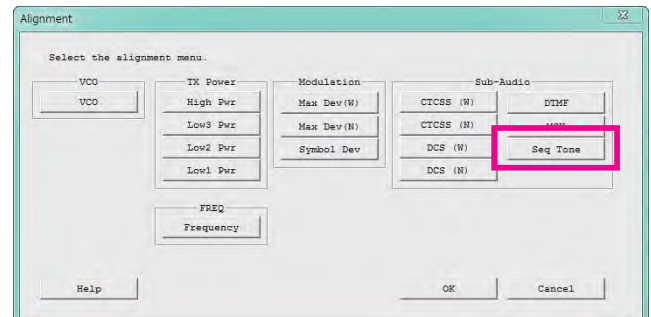 Alignment
Select the alignment menu.
VCO TX Power Modulation Sub-Audio
VCO High Pwr Max Dev(W) CTCSS (W) DTMF
Low3 Pwr Max Dev(N) CTCSS (N)
Low2 Pwr Symbol Dev DCS (W) Seq Tone
Low1 Pwr DCS (N)
FREQ
Frequency
Help OK Cancel